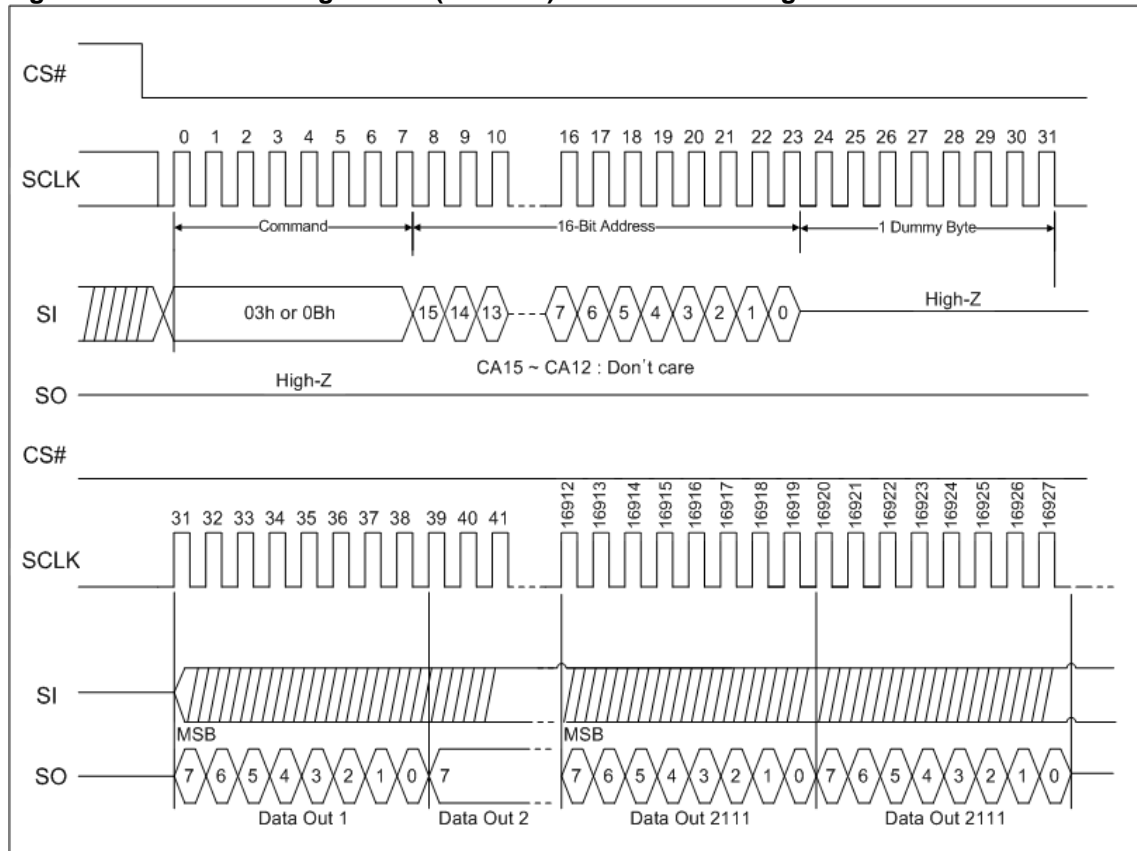 CS#
0 1 2 3 4 5 6 7 8 9 10 16 17 18 19 20 21 22 23 24 25 26 27 28 29 30 31
SCLK
Command 16-Bit Address 1 Dummy Byte
SI 03h or 0Bh 15 14 13 7 6 5 4 3 2 1 0 High-Z
CA15 ~ CA12 : Don't care
SO High-Z
CS#
31 32 33 34 35 36 37 38 39 40 41 16912 16913 16914 16915 16916 16917 16918 16919 16920 16921 16922 16923 16924 16925 16926 16927
SCLK
SI
MSB MSB
SO 7 6 5 4 3 2 1 0 7 7 6 5 4 3 2 1 0 7 6 5 4 3 2 1 0
Data Out 1 Data Out 2 Data Out 2111 Data Out 2111